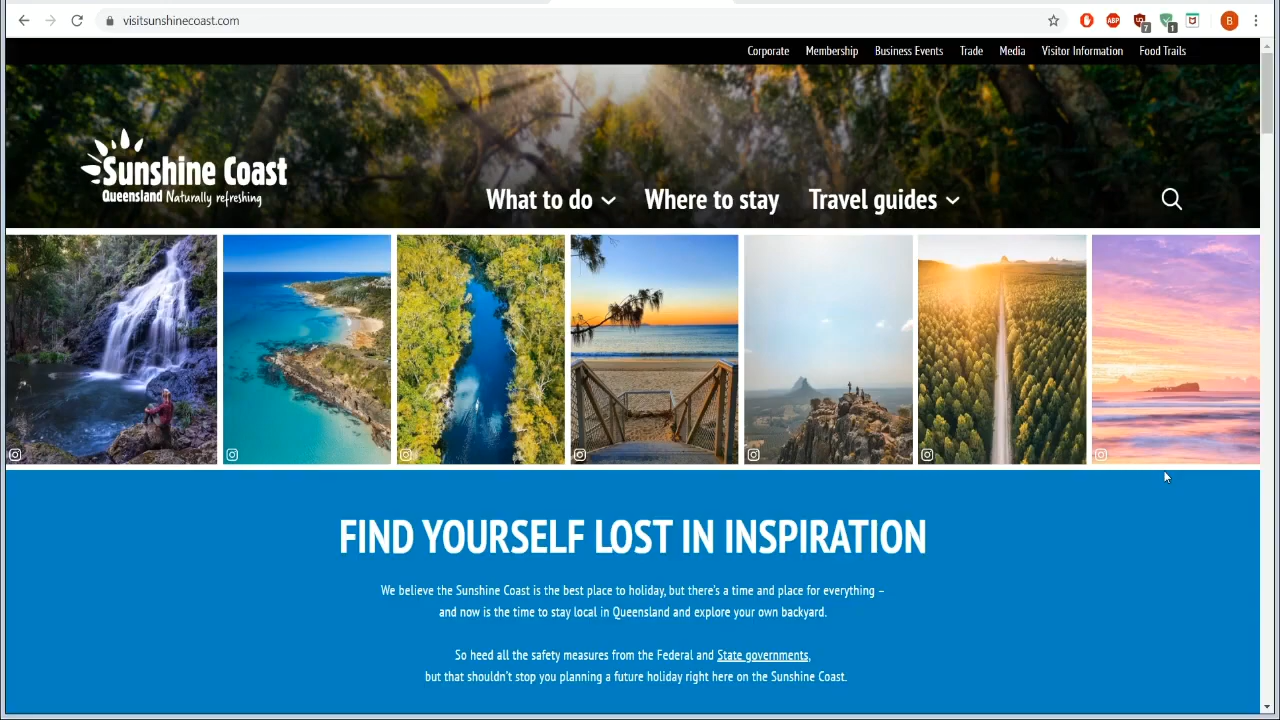 visitsunshinecoast.com
ABP
7
1
B
Corporate Membership Business Events Trade Media Visitor Information Food Trails
Sunshine Coast
Queensland Naturally refreshing
What to do Where to stay Travel guides
FIND YOURSELF LOST IN INSPIRATION
We believe the Sunshine Coast is the best place to holiday, but there's a time and place for everything –
and now is the time to stay local in Queensland and explore your own backyard.
So heed all the safety measures from the Federal and State governments,
but that shouldn't stop you planning a future holiday right here on the Sunshine Coast.